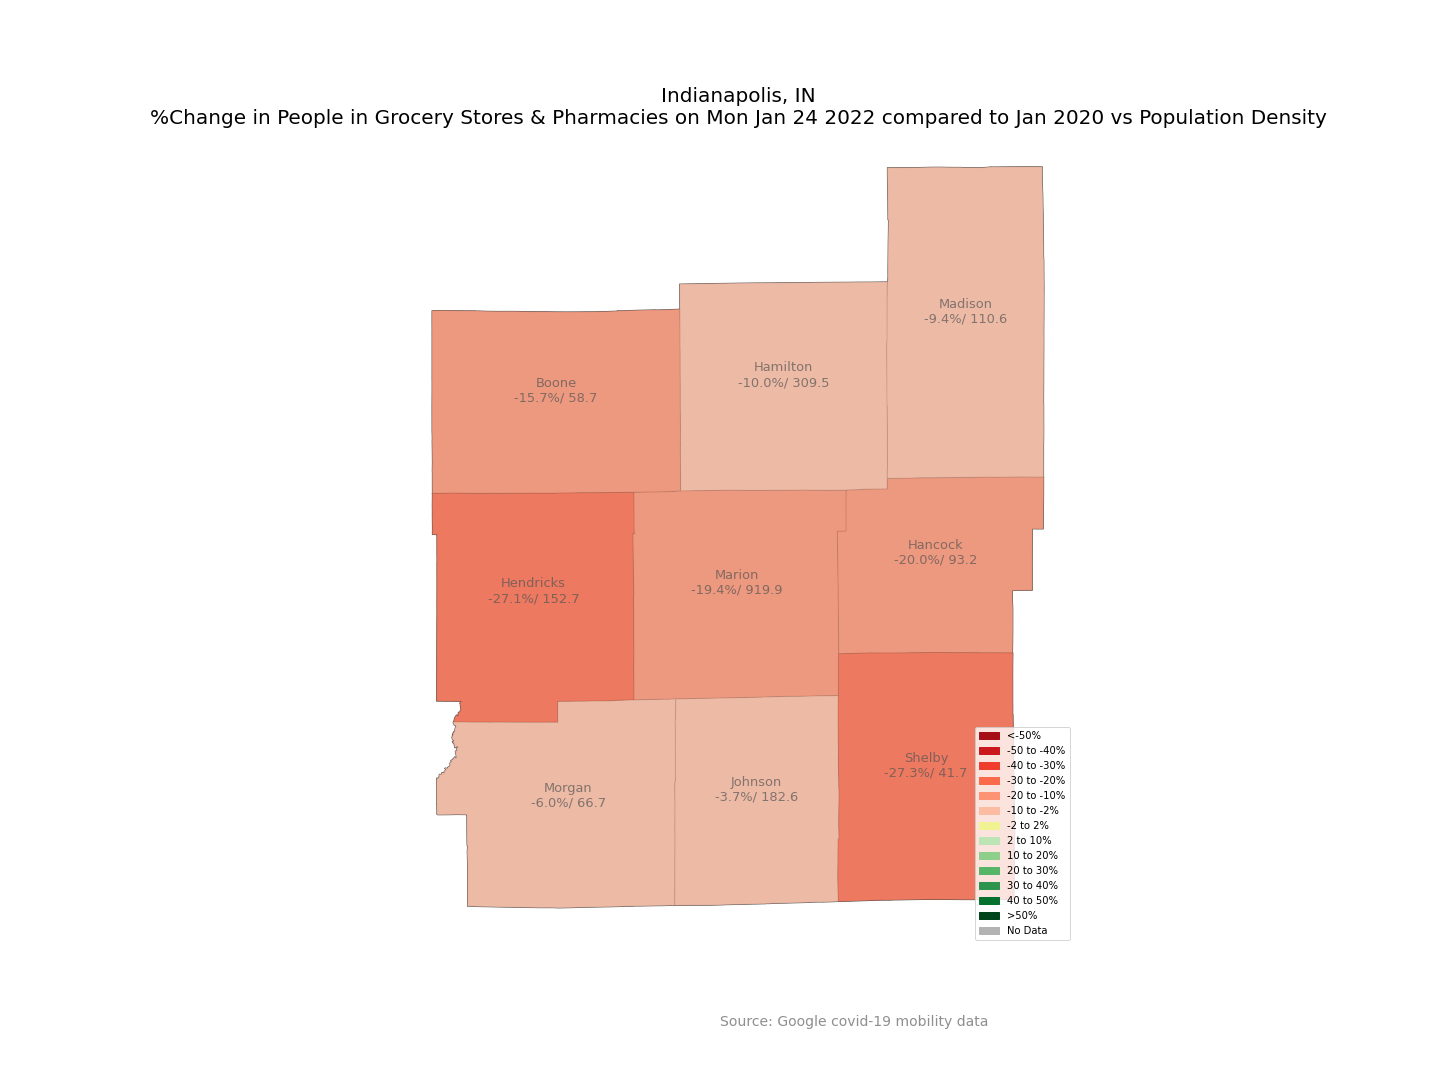 Indianapolis, IN
%Change in People in Grocery Stores & Pharmacies on Mon Jan 24 2022 compared to Jan 2020 vs Population Density
Madison
-9.4%/ 110.6
Hamilton
-10.0%/ 309.5
Boone
-15.7%/ 58.7
Hancock
-20.0%/ 93.2
Marion
-19.4%/ 919.9
Hendricks
-27.1%/ 152.7
Shelby
-27.3%/ 41.7
Johnson
-3.7%/ 182.6
Morgan
-6.0%/ 66.7
<-50%
-50 to -40%
-40 to -30%
-30 to -20%
-20 to -10%
-10 to -2%
-2 to 2%
2 to 10%
10 to 20%
20 to 30%
30 to 40%
40 to 50%
>50%
No Data
Source: Google covid-19 mobility data